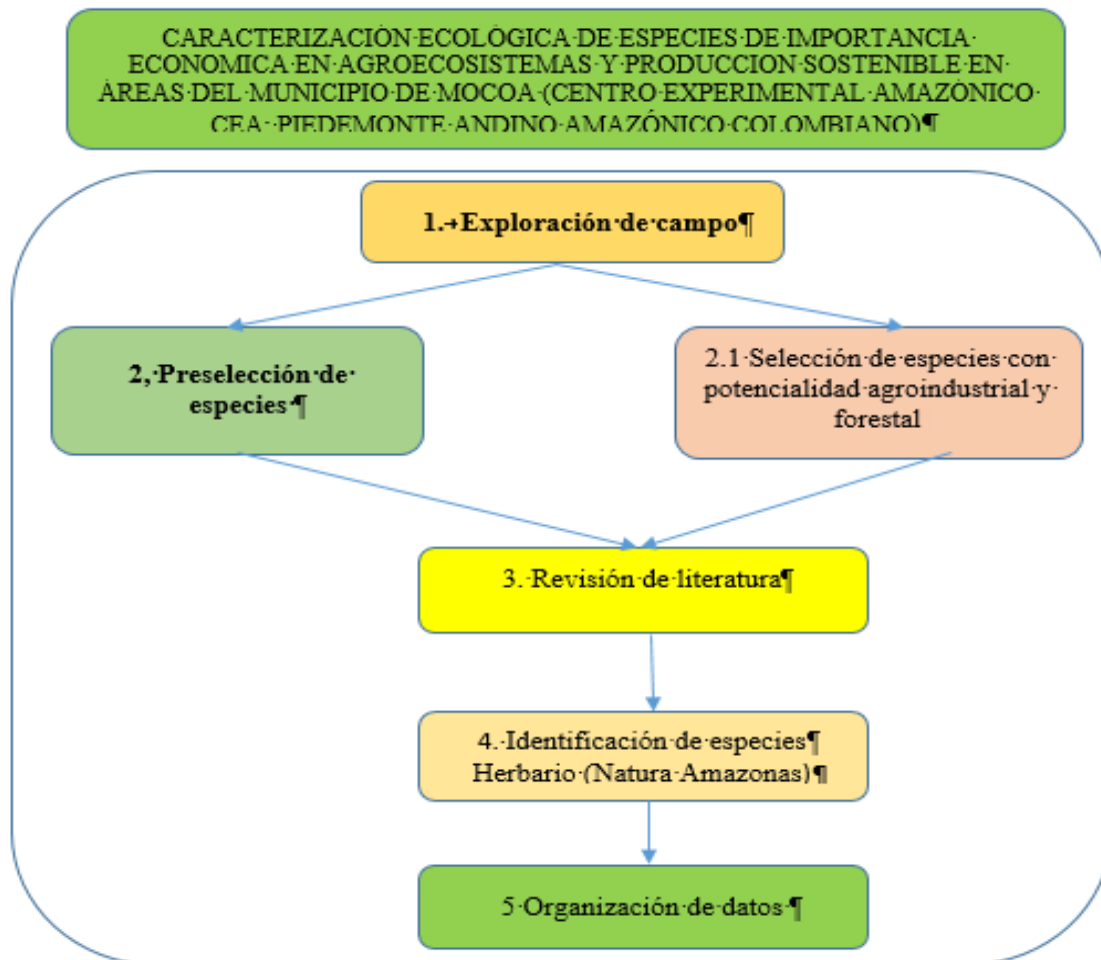 CARACTERIZACIÓN·ECOLÓGICA·DE·ESPECIES·DE·IMPORTANCIA·
ECONOMICA·EN·AGROECOSISTEMAS·Y·PRODUCCION·SOSTENIBLE·EN·
ÁREAS·DEL·MUNICIPIO·DE·MOCOA·(CENTRO·EXPERIMENTAL·AMAZÓNICO·
CEA:·PIEDEMONTE·ANDINO·AMAZÓNICO·COLOMBIANO)¶
1.→Exploración·de·campo¶
2,·Preselección·de·
especies·¶
2.1·Selección·de·especies·con·
potencialidad·agroindustrial·y·
forestal
3.·Revisión·de·literatura¶
4.·Identificación·de·especies¶
Herbario·(Natura·Amazonas)¶
5·Organización·de·datos·¶